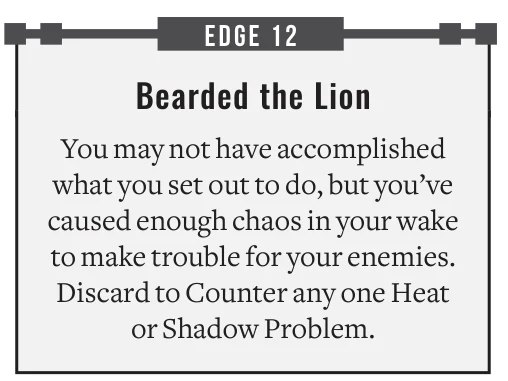 EDGE 12
Bearded the Lion
You may not have accomplished
what you set out to do, but you’ve
caused enough chaos in your wake
to make trouble for your enemies.
Discard to Counter any one Heat
or Shadow Problem.